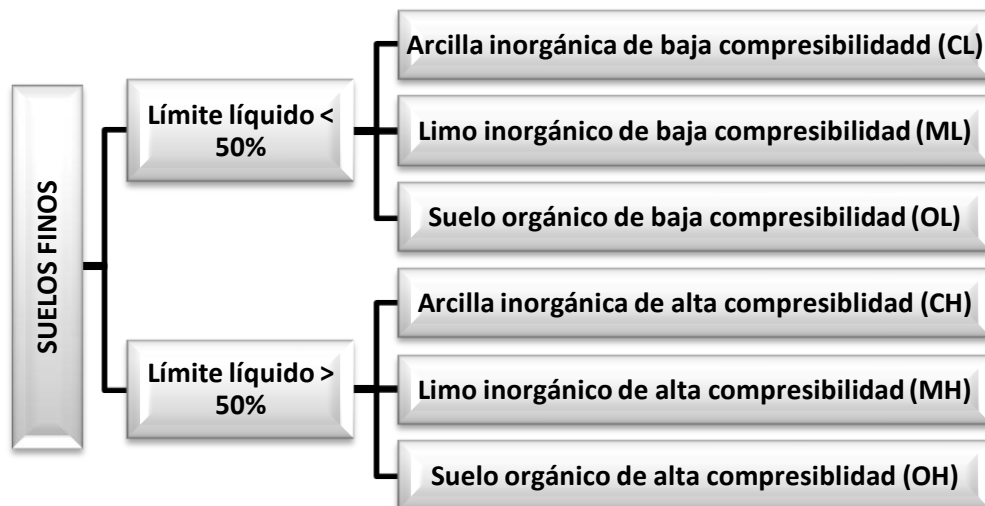 SUELOS FINOS
Límite líquido <
50%
Arcilla inorgánica de baja compresibilidadd (CL)
Limo inorgánico de baja compresibilidad (ML)
Suelo orgánico de baja compresibilidad (OL)
Límite líquido >
50%
Arcilla inorgánica de alta compresiblidad (CH)
Limo inorgánico de alta compresibilidad (MH)
Suelo orgánico de alta compresiblidad (OH)